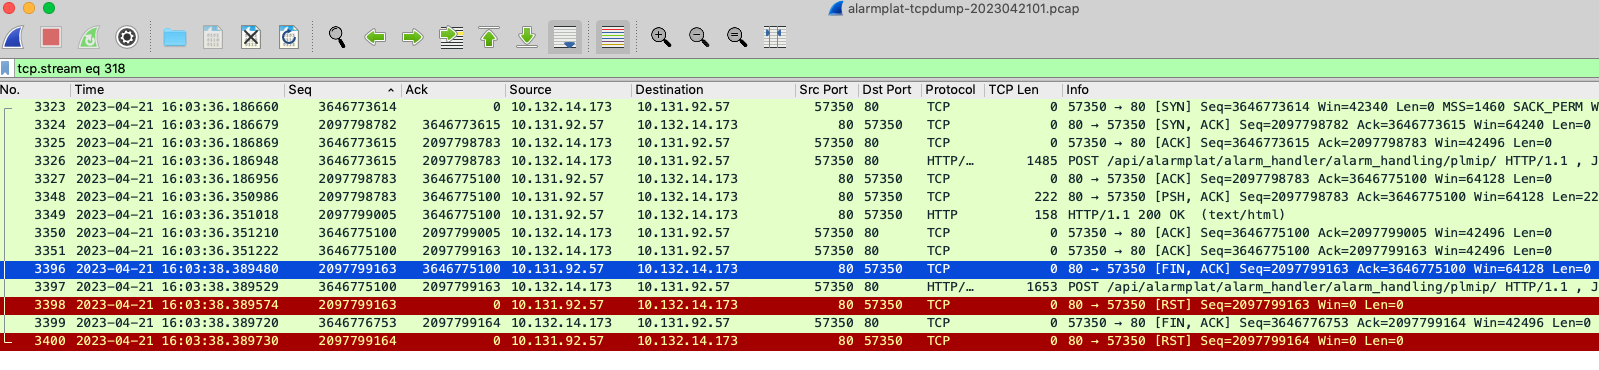 alarmplat-tcpdump-2023042101.pcap
tcp.stream eq 318
No. Time Seq Ack Source Destination Src Port Dst Port Protocol TCP Len Info
3323 2023-04-21 16:03:36.186660 3646773614 0 10.132.14.173 10.131.92.57 57350 80 TCP 0 57350 → 80 [SYN] Seq=3646773614 Win=42340 Len=0 MSS=1460 SACK_PERM W
3324 2023-04-21 16:03:36.186679 2097798782 3646773615 10.131.92.57 10.132.14.173 80 57350 TCP 0 80 → 57350 [SYN, ACK] Seq=2097798782 Ack=3646773615 Win=64240 Len=0
3325 2023-04-21 16:03:36.186869 3646773615 2097798783 10.132.14.173 10.131.92.57 57350 80 TCP 0 57350 → 80 [ACK] Seq=3646773615 Ack=2097798783 Win=42496 Len=0
3326 2023-04-21 16:03:36.186948 3646773615 2097798783 10.132.14.173 10.131.92.57 57350 80 HTTP/… 1485 POST /api/alarmplat/alarm_handler/alarm_handling/plmip/ HTTP/1.1 , J
3327 2023-04-21 16:03:36.186956 2097798783 3646775100 10.131.92.57 10.132.14.173 80 57350 TCP 0 80 → 57350 [ACK] Seq=2097798783 Ack=3646775100 Win=64128 Len=0
3348 2023-04-21 16:03:36.350986 2097798783 3646775100 10.131.92.57 10.132.14.173 80 57350 TCP 222 80 → 57350 [PSH, ACK] Seq=2097798783 Ack=3646775100 Win=64128 Len=22
3349 2023-04-21 16:03:36.351018 2097799005 3646775100 10.131.92.57 10.132.14.173 80 57350 HTTP 158 HTTP/1.1 200 OK (text/html)
3350 2023-04-21 16:03:36.351210 3646775100 2097799005 10.132.14.173 10.131.92.57 57350 80 TCP 0 57350 → 80 [ACK] Seq=3646775100 Ack=2097799005 Win=42496 Len=0
3351 2023-04-21 16:03:36.351222 3646775100 2097799163 10.132.14.173 10.131.92.57 57350 80 TCP 0 57350 → 80 [ACK] Seq=3646775100 Ack=2097799163 Win=42496 Len=0
3396 2023-04-21 16:03:38.389480 2097799163 3646775100 10.131.92.57 10.132.14.173 80 57350 TCP 0 80 → 57350 [FIN, ACK] Seq=2097799163 Ack=3646775100 Win=64128 Len=0
3397 2023-04-21 16:03:38.389529 3646775100 2097799163 10.132.14.173 10.131.92.57 57350 80 HTTP/… 1653 POST /api/alarmplat/alarm_handler/alarm_handling/plmip/ HTTP/1.1 , J
3398 2023-04-21 16:03:38.389574 2097799163 0 10.131.92.57 10.132.14.173 80 57350 TCP 0 80 → 57350 [RST] Seq=2097799163 Win=0 Len=0
3399 2023-04-21 16:03:38.389720 3646776753 2097799164 10.132.14.173 10.131.92.57 57350 80 TCP 0 57350 → 80 [FIN, ACK] Seq=3646776753 Ack=2097799164 Win=42496 Len=0
3400 2023-04-21 16:03:38.389730 2097799164 0 10.131.92.57 10.132.14.173 80 57350 TCP 0 80 → 57350 [RST] Seq=2097799164 Win=0 Len=0